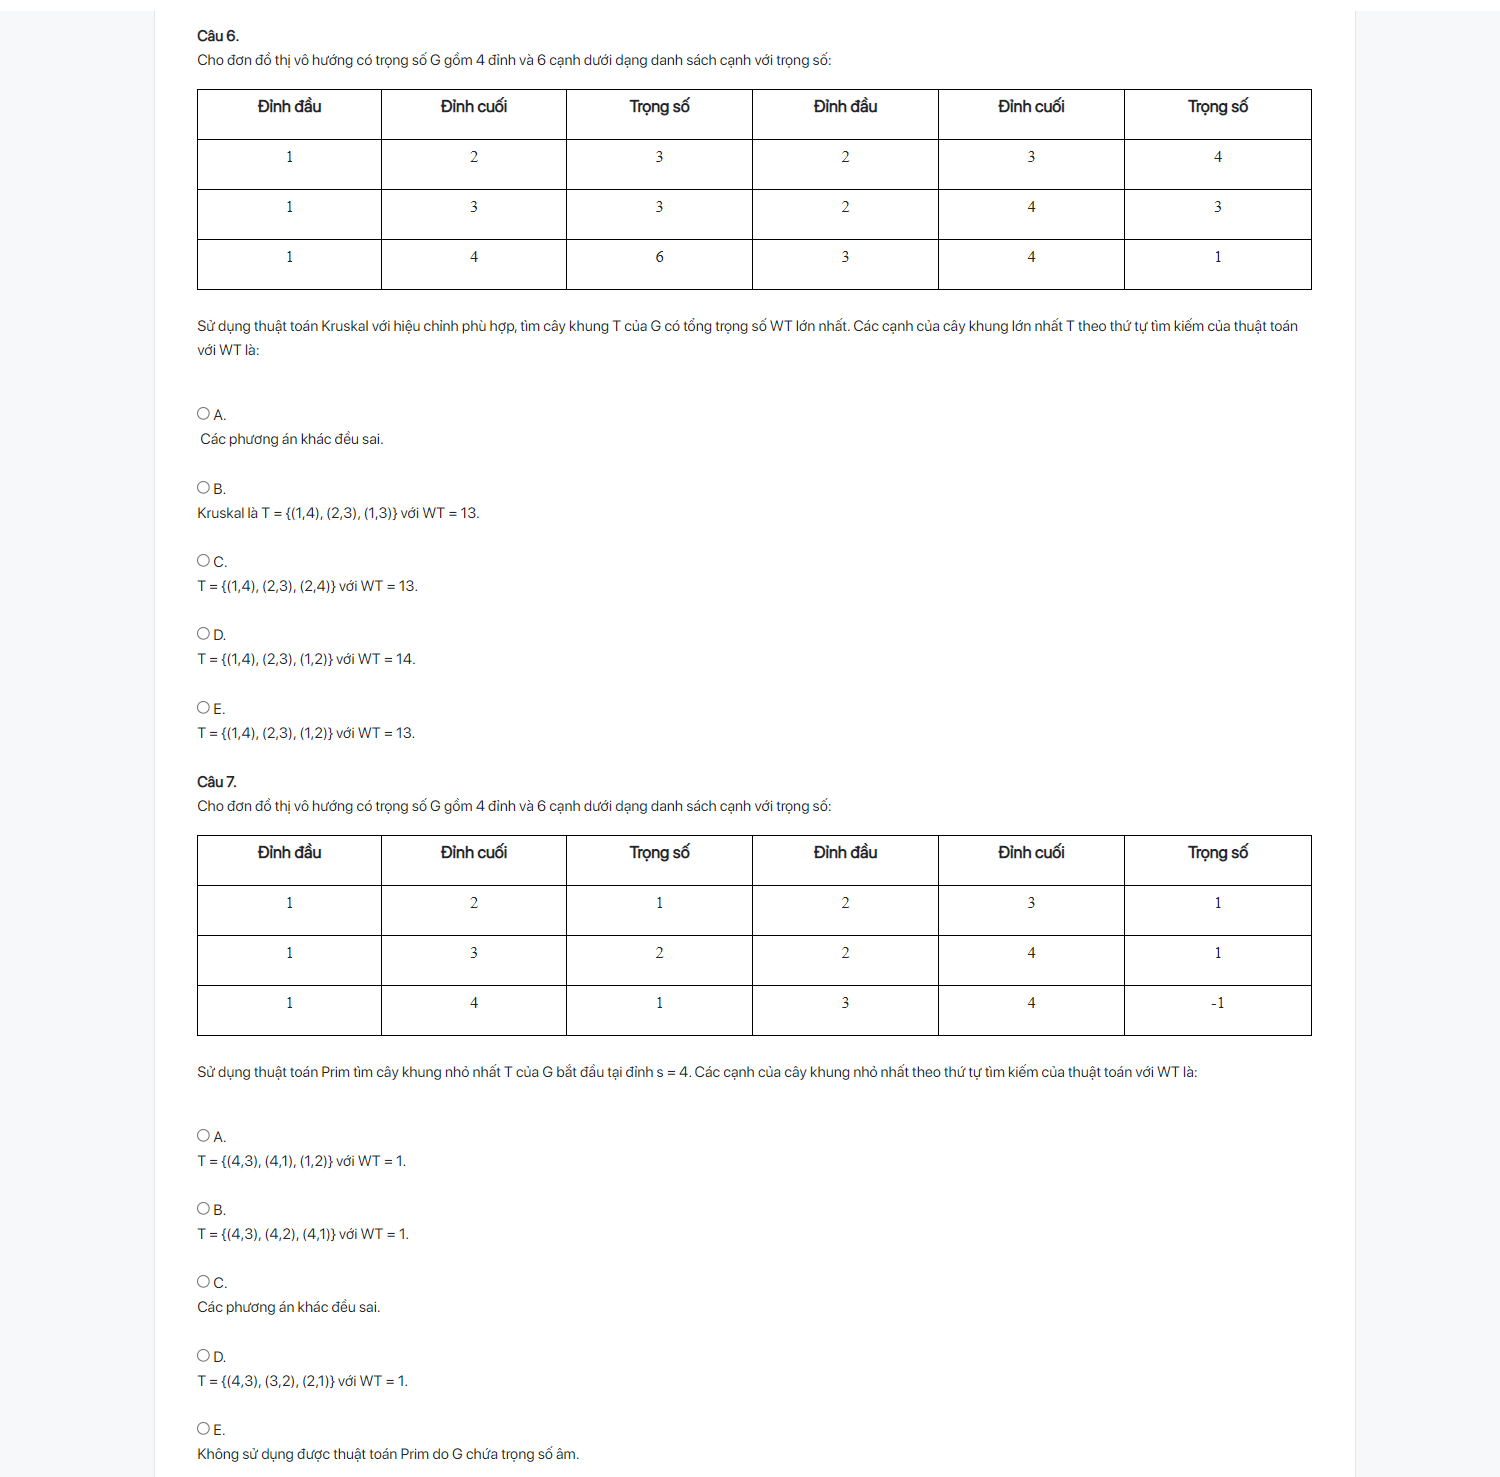 Câu 6.
Cho đơn đồ thị vô hướng có trọng số G gồm 4 đỉnh và 6 cạnh dưới dạng danh sách cạnh với trọng số:
Đỉnh đầu Đỉnh cuối Trọng số Đỉnh đầu Đỉnh cuối Trọng số
1 2 3 2 3 4
1 3 3 2 4 3
1 4 6 3 4 1
Sử dụng thuật toán Kruskal với hiệu chỉnh phù hợp, tìm cây khung T của G có tổng trọng số WT lớn nhất. Các cạnh của cây khung lớn nhất T theo thứ tự tìm kiếm của thuật toán
với WT là:
A.
Các phương án khác đều sai.
B.
Kruskal là T = {(1,4), (2,3), (1,3)} với WT = 13.
C.
T = {(1,4), (2,3), (2,4)} với WT = 13.
D.
T = {(1,4), (2,3), (1,2)} với WT = 14.
E.
T = {(1,4), (2,3), (1,2)} với WT = 13.
Câu 7.
Cho đơn đồ thị vô hướng có trọng số G gồm 4 đỉnh và 6 cạnh dưới dạng danh sách cạnh với trọng số:
Đỉnh đầu Đỉnh cuối Trọng số Đỉnh đầu Đỉnh cuối Trọng số
1 2 1 2 3 1
1 3 2 2 4 1
1 4 1 3 4 -1
Sử dụng thuật toán Prim tìm cây khung nhỏ nhất T của G bắt đầu tại đỉnh s = 4. Các cạnh của cây khung nhỏ nhất theo thứ tự tìm kiếm của thuật toán với WT là:
A.
T = {(4,3), (4,1), (1,2)} với WT = 1.
B.
T = {(4,3), (4,2), (4,1)} với WT = 1.
C.
Các phương án khác đều sai.
D.
T = {(4,3), (3,2), (2,1)} với WT = 1.
E.
Không sử dụng được thuật toán Prim do G chứa trọng số âm.